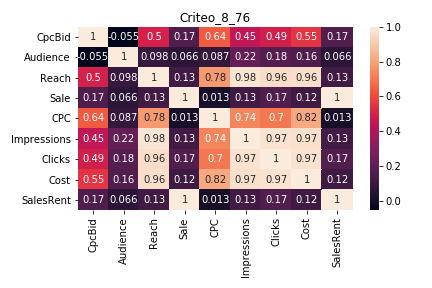 Criteo_8_76
CpcBid 1 -0.055 0.5 0.17 0.64 0.45 0.49 0.55 0.17
Audience -0.055 1 0.098 0.066 0.087 0.22 0.18 0.16 0.066
Reach 0.5 0.098 1 0.13 0.78 0.98 0.96 0.96 0.13
Sale 0.17 0.066 0.13 1 0.013 0.13 0.17 0.12 1
CPC 0.64 0.087 0.78 0.013 1 0.74 0.7 0.82 0.013
Impressions 0.45 0.22 0.98 0.13 0.74 1 0.97 0.97 0.13
Clicks 0.49 0.18 0.96 0.17 0.7 0.97 1 0.97 0.17
Cost 0.55 0.16 0.96 0.12 0.82 0.97 0.97 1 0.12
SalesRent 0.17 0.066 0.13 1 0.013 0.13 0.17 0.12 1
CpcBid
Audience
Reach
Sale
CPC
Impressions
Clicks
Cost
SalesRent
1.0
0.8
0.6
0.4
0.2
0.0